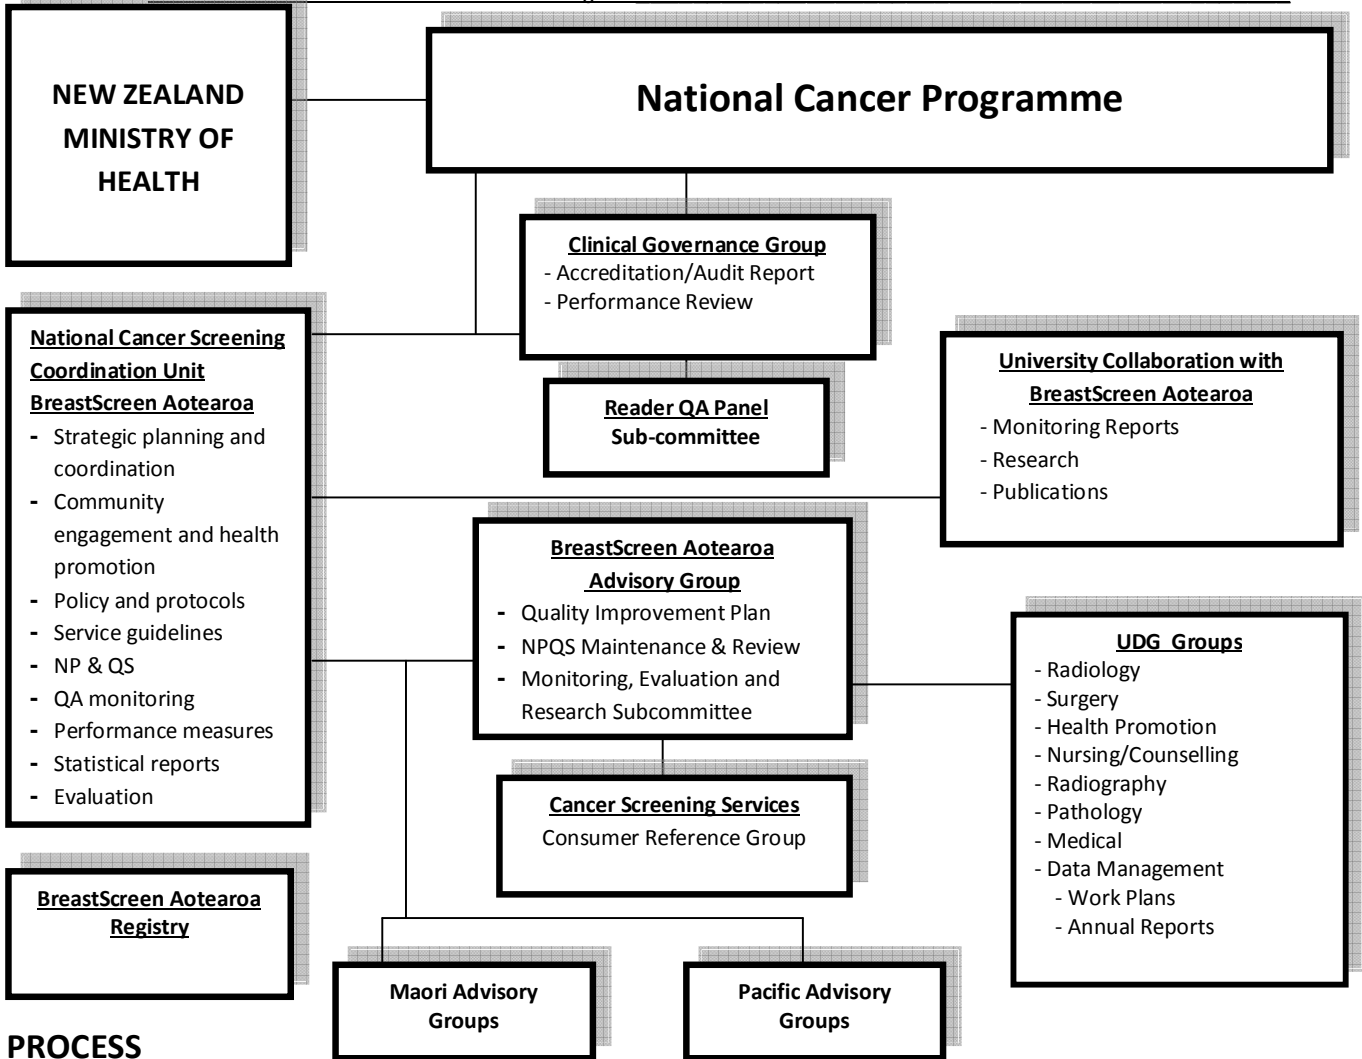 NEW ZEALAND
MINISTRY OF
HEALTH
National Cancer Programme
Clinical Governance Group
- Accreditation/Audit Report
- Performance Review
National Cancer Screening
Coordination Unit
BreastScreen Aotearoa
- Strategic planning and
coordination
- Community
engagement and health
promotion
- Policy and protocols
- Service guidelines
- NP & QS
- QA monitoring
- Performance measures
- Statistical reports
- Evaluation
Reader QA Panel
Sub-committee
University Collaboration with
BreastScreen Aotearoa
- Monitoring Reports
- Research
- Publications
BreastScreen Aotearoa
Advisory Group
- Quality Improvement Plan
- NPQS Maintenance & Review
- Monitoring, Evaluation and
Research Subcommittee
UDG Groups
- Radiology
- Surgery
- Health Promotion
- Nursing/Counselling
- Radiography
- Pathology
- Medical
- Data Management
- Work Plans
- Annual Reports
Cancer Screening Services
Consumer Reference Group
BreastScreen Aotearoa
Registry
Maori Advisory
Groups
Pacific Advisory
Groups
PROCESS